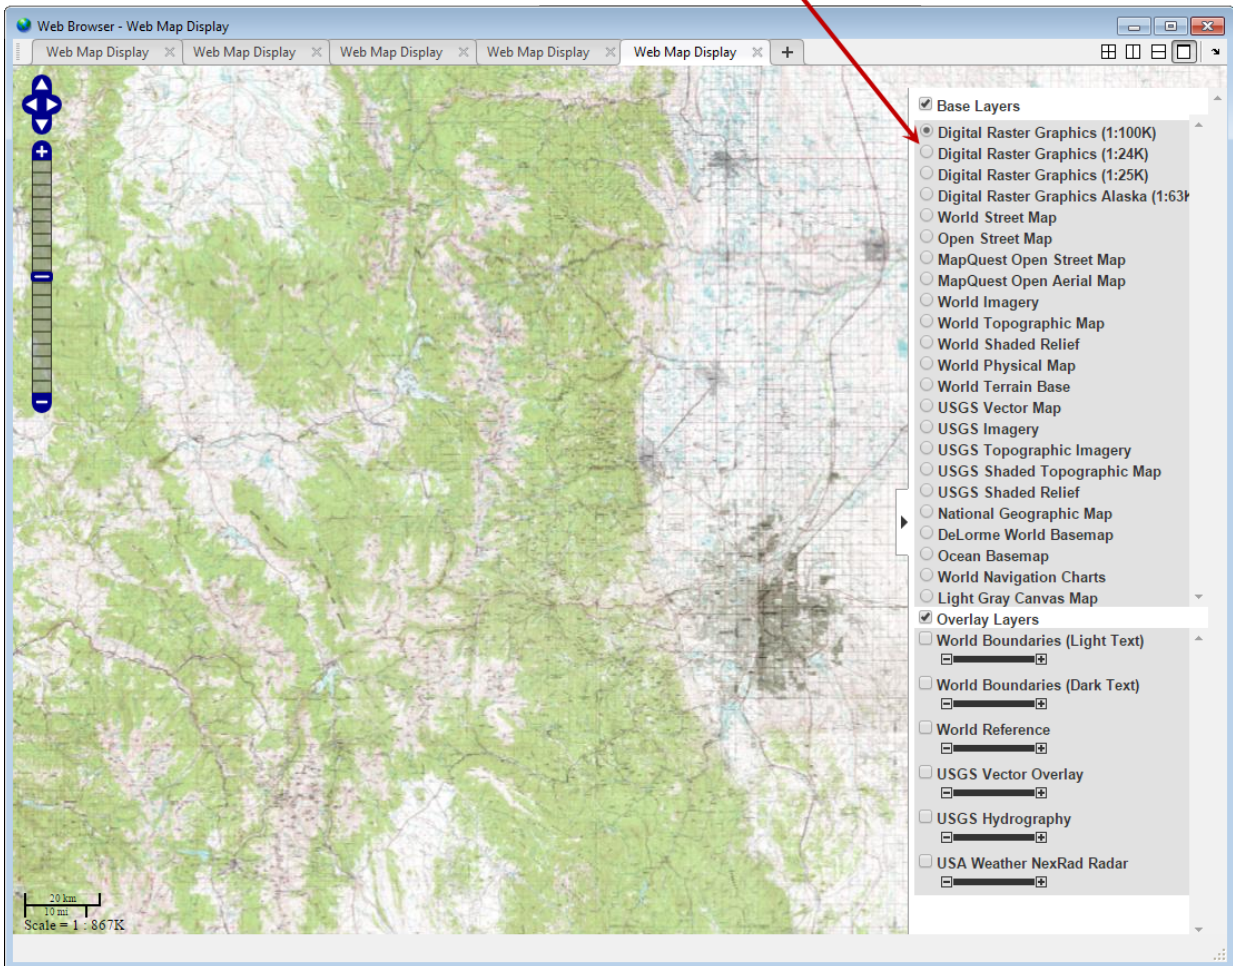 Web Browser - Web Map Display
Web Map Display Web Map Display Web Map Display Web Map Display Web Map Display
Base Layers
Digital Raster Graphics (1:100K)
Digital Raster Graphics (1:24K)
Digital Raster Graphics (1:25K)
Digital Raster Graphics Alaska (1:63K
World Street Map
Open Street Map
MapQuest Open Street Map
MapQuest Open Aerial Map
World Imagery
World Topographic Map
World Shaded Relief
World Physical Map
World Terrain Base
USGS Vector Map
USGS Imagery
USGS Topographic Imagery
USGS Shaded Topographic Map
USGS Shaded Relief
National Geographic Map
DeLorme World Basemap
Ocean Basemap
World Navigation Charts
Light Gray Canvas Map
Overlay Layers
World Boundaries (Light Text)
World Boundaries (Dark Text)
World Reference
USGS Vector Overlay
USGS Hydrography
USA Weather NexRad Radar
20 km
10 mi
Scale = 1 : 867K